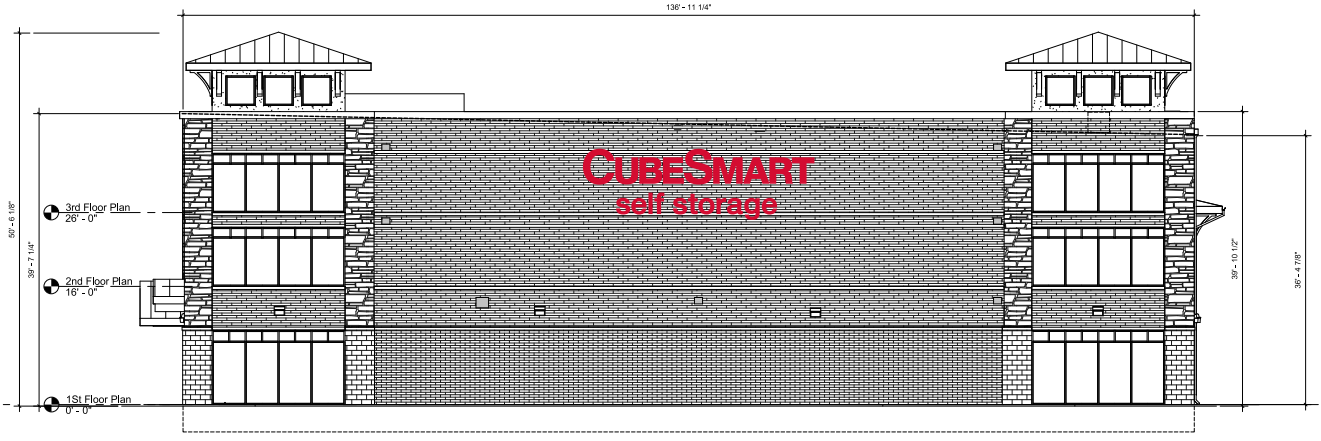 136' - 11 1/4"
CUBESMART
self storage
3rd Floor Plan
26' - 0"
2nd Floor Plan
16' - 0"
1St Floor Plan
0' - 0"
50' - 6 1/8"
39' - 7 1/4"
39' - 10 1/2"
36' - 4 7/8"